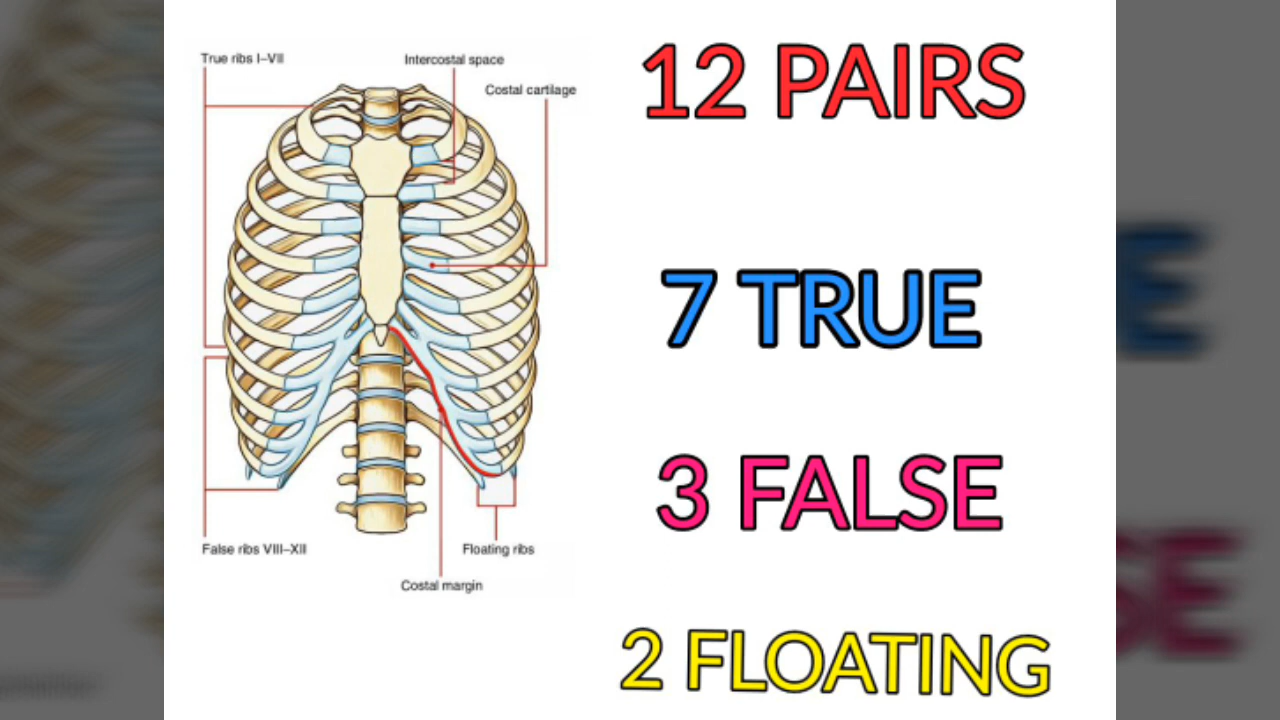 True ribs I–VII
Intercostal space
Costal cartilage
False ribs VIII–XII
Floating ribs
Costal margin
12 PAIRS
7 TRUE
3 FALSE
2 FLOATING